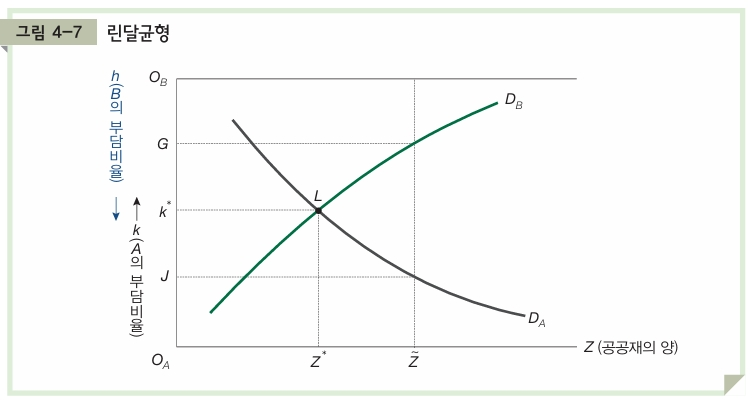 그림 4-7 린달균형
h(B의 부담비율)
k(A의 부담비율)
O_B
G
k*
J
O_A
L
D_B
D_A
Z*
Z̃
Z (공공재의 양)